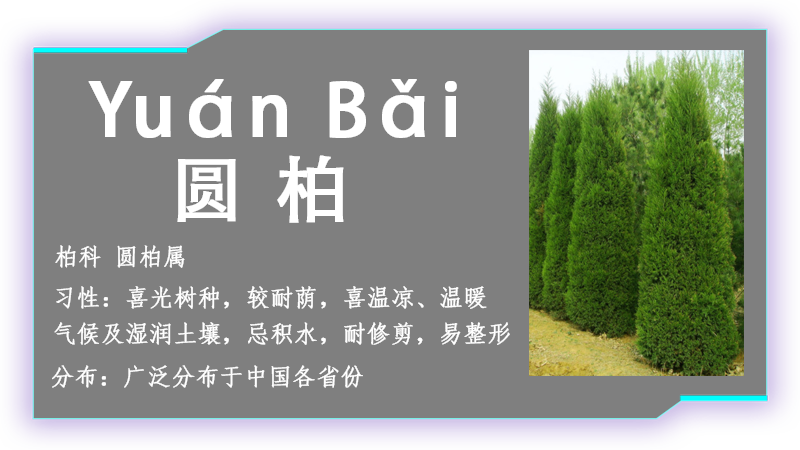 Yuán Bǎi
圆 柏
柏科 圆柏属
习性：喜光树种，较耐荫，喜温凉、温暖
气候及湿润土壤，忌积水，耐修剪，易整形
分布：广泛分布于中国各省份